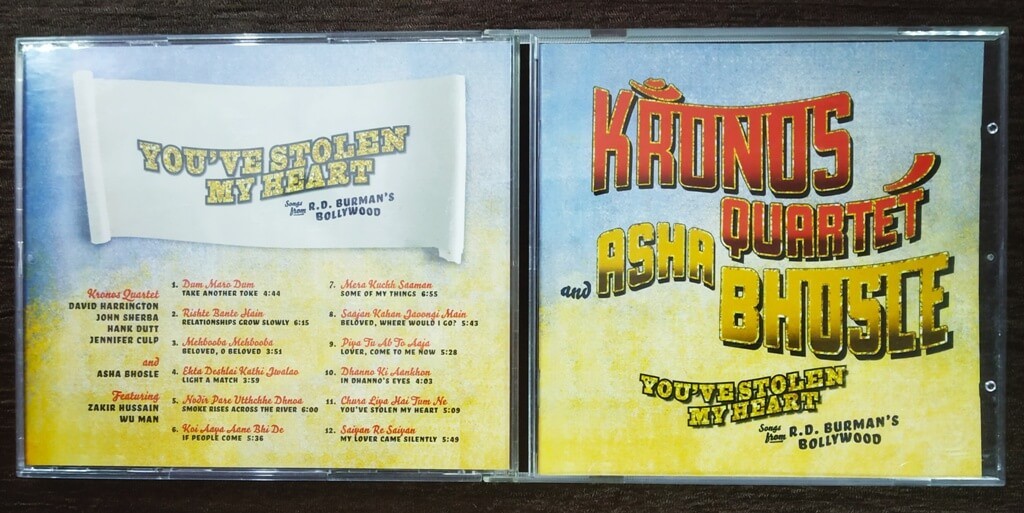 YOU'VE STOLEN
MY HEART
Songs from R.D. BURMAN'S
BOLLYWOOD
Kronos Quartet
DAVID HARRINGTON
JOHN SHERBA
HANK DUTT
JENNIFER CULP
and
ASHA BHOSLE
Featuring
ZAKIR HUSSAIN
WU MAN
1. Dum Maro Dum
TAKE ANOTHER TOKE 4:44
2. Rishte Bante Hain
RELATIONSHIPS GROW SLOWLY 6:15
3. Mehbooba Mehbooba
BELOVED, O BELOVED 3:51
4. Ekta Deshlai Kathi Jwalao
LIGHT A MATCH 3:59
5. Nodir Pare Utthchhe Dhnoa
SMOKE RISES ACROSS THE RIVER 6:00
6. Koi Aaya Aane Bhi De
IF PEOPLE COME 5:36
7. Mera Kuchh Saaman
SOME OF MY THINGS 6:55
8. Saajan Kahan Jaoongi Main
BELOVED, WHERE WOULD I GO? 5:43
9. Piya Tu Ab To Aaja
LOVER, COME TO ME NOW 5:28
10. Dhanno Ki Aankhon
IN DHANNO'S EYES 4:03
11. Chura Liya Hai Tum Ne
YOU'VE STOLEN MY HEART 5:09
12. Saiyan Re Saiyan
MY LOVER CAME SILENTLY 5:49
KRONOS
QUARTET
and ASHA
BHOSLE
YOU'VE STOLEN
MY HEART
Songs from R.D. BURMAN'S
BOLLYWOOD